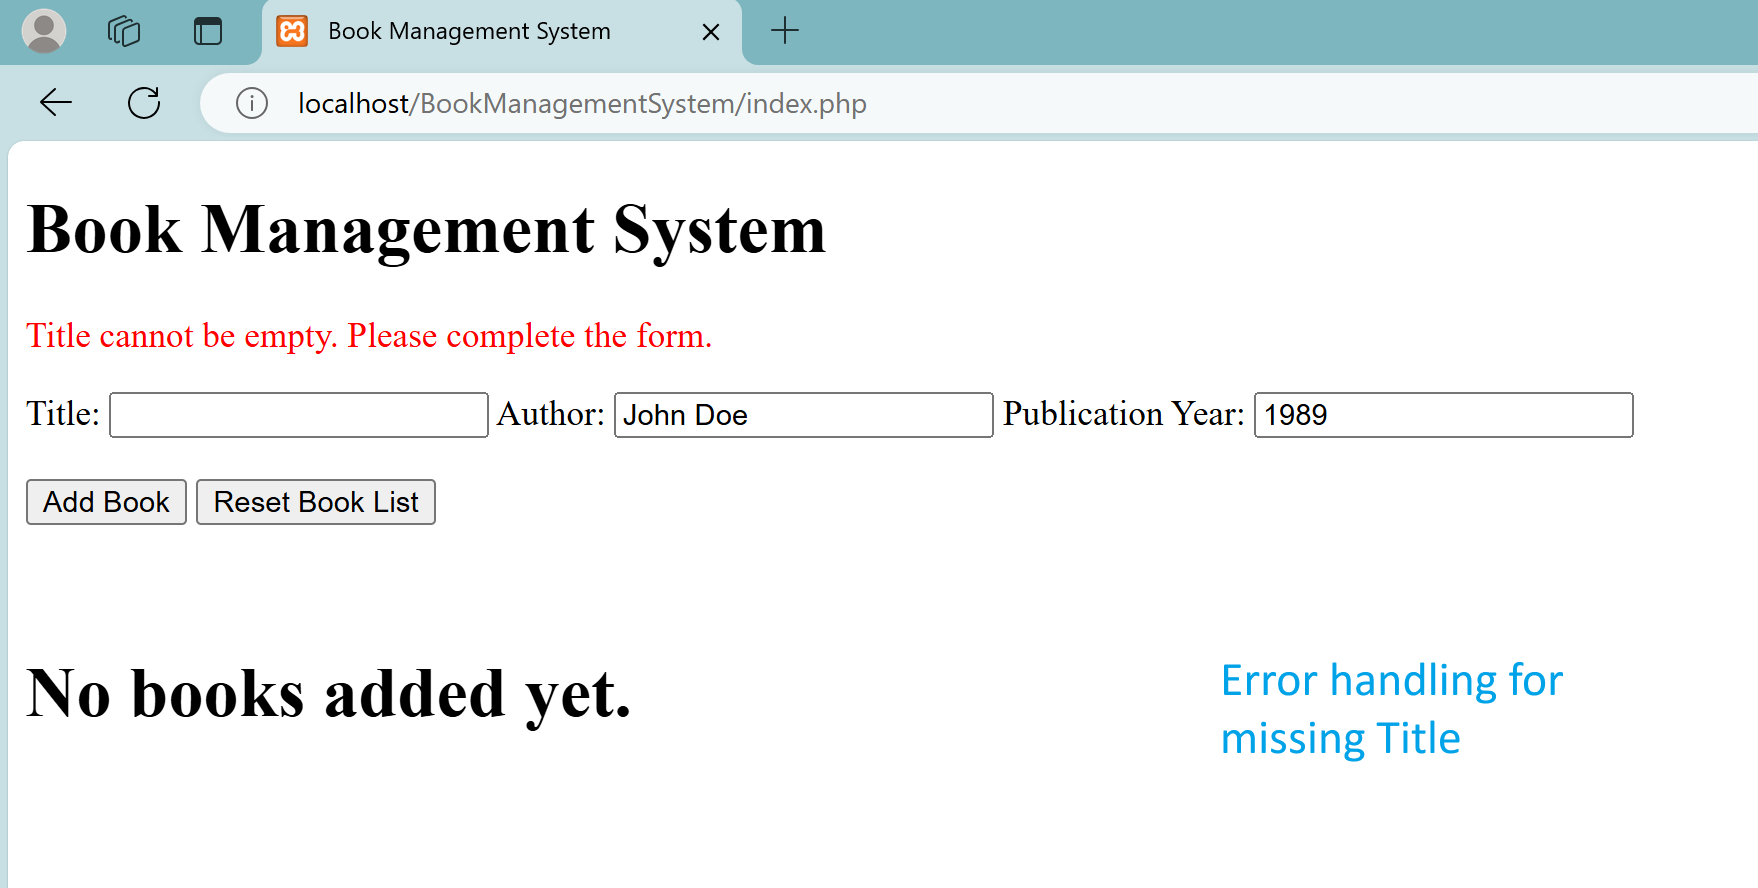 Book Management System
localhost/BookManagementSystem/index.php
Book Management System
Title cannot be empty. Please complete the form.
Title: Author: John Doe Publication Year: 1989
Add Book Reset Book List
No books added yet.
Error handling for
missing Title